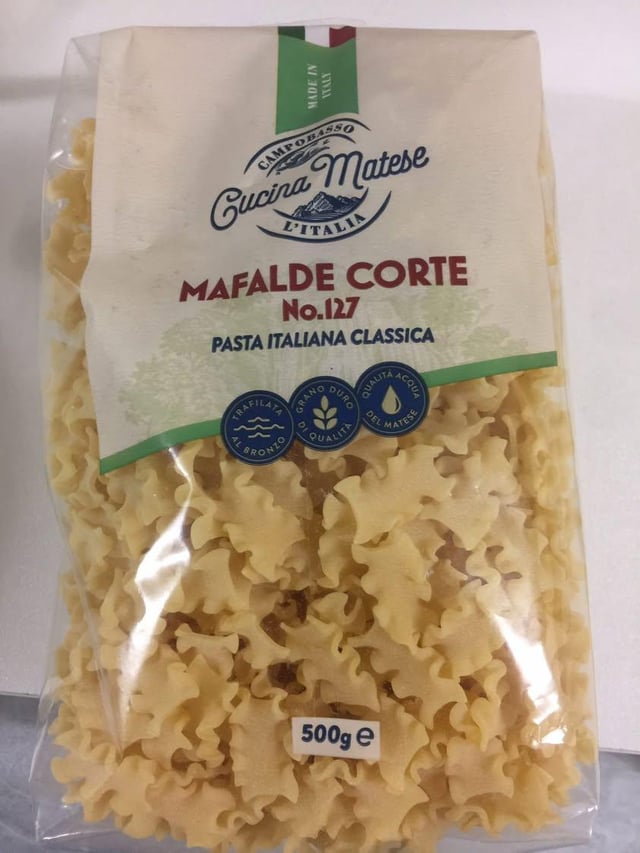 MADE IN
ITALY
CAMPOBASSO
Cucina Matese
L'ITALIA
MAFALDE CORTE
No.127
PASTA ITALIANA CLASSICA
TRAFILATA
AL BRONZO
GRANO DURO
DI QUALITÀ
QUALITÀ ACQUA
DEL MATESE
500g e